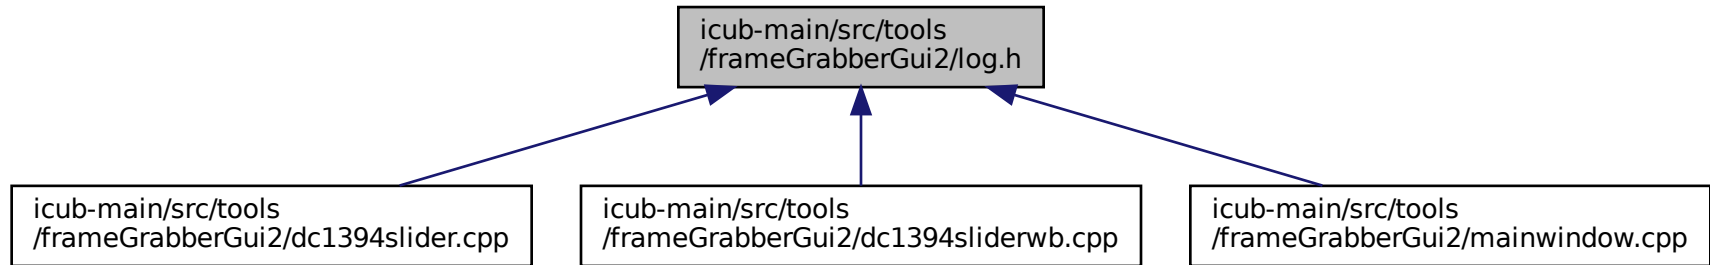 icub-main/src/tools
/frameGrabberGui2/log.h
icub-main/src/tools
/frameGrabberGui2/dc1394slider.cpp
icub-main/src/tools
/frameGrabberGui2/dc1394sliderwb.cpp
icub-main/src/tools
/frameGrabberGui2/mainwindow.cpp